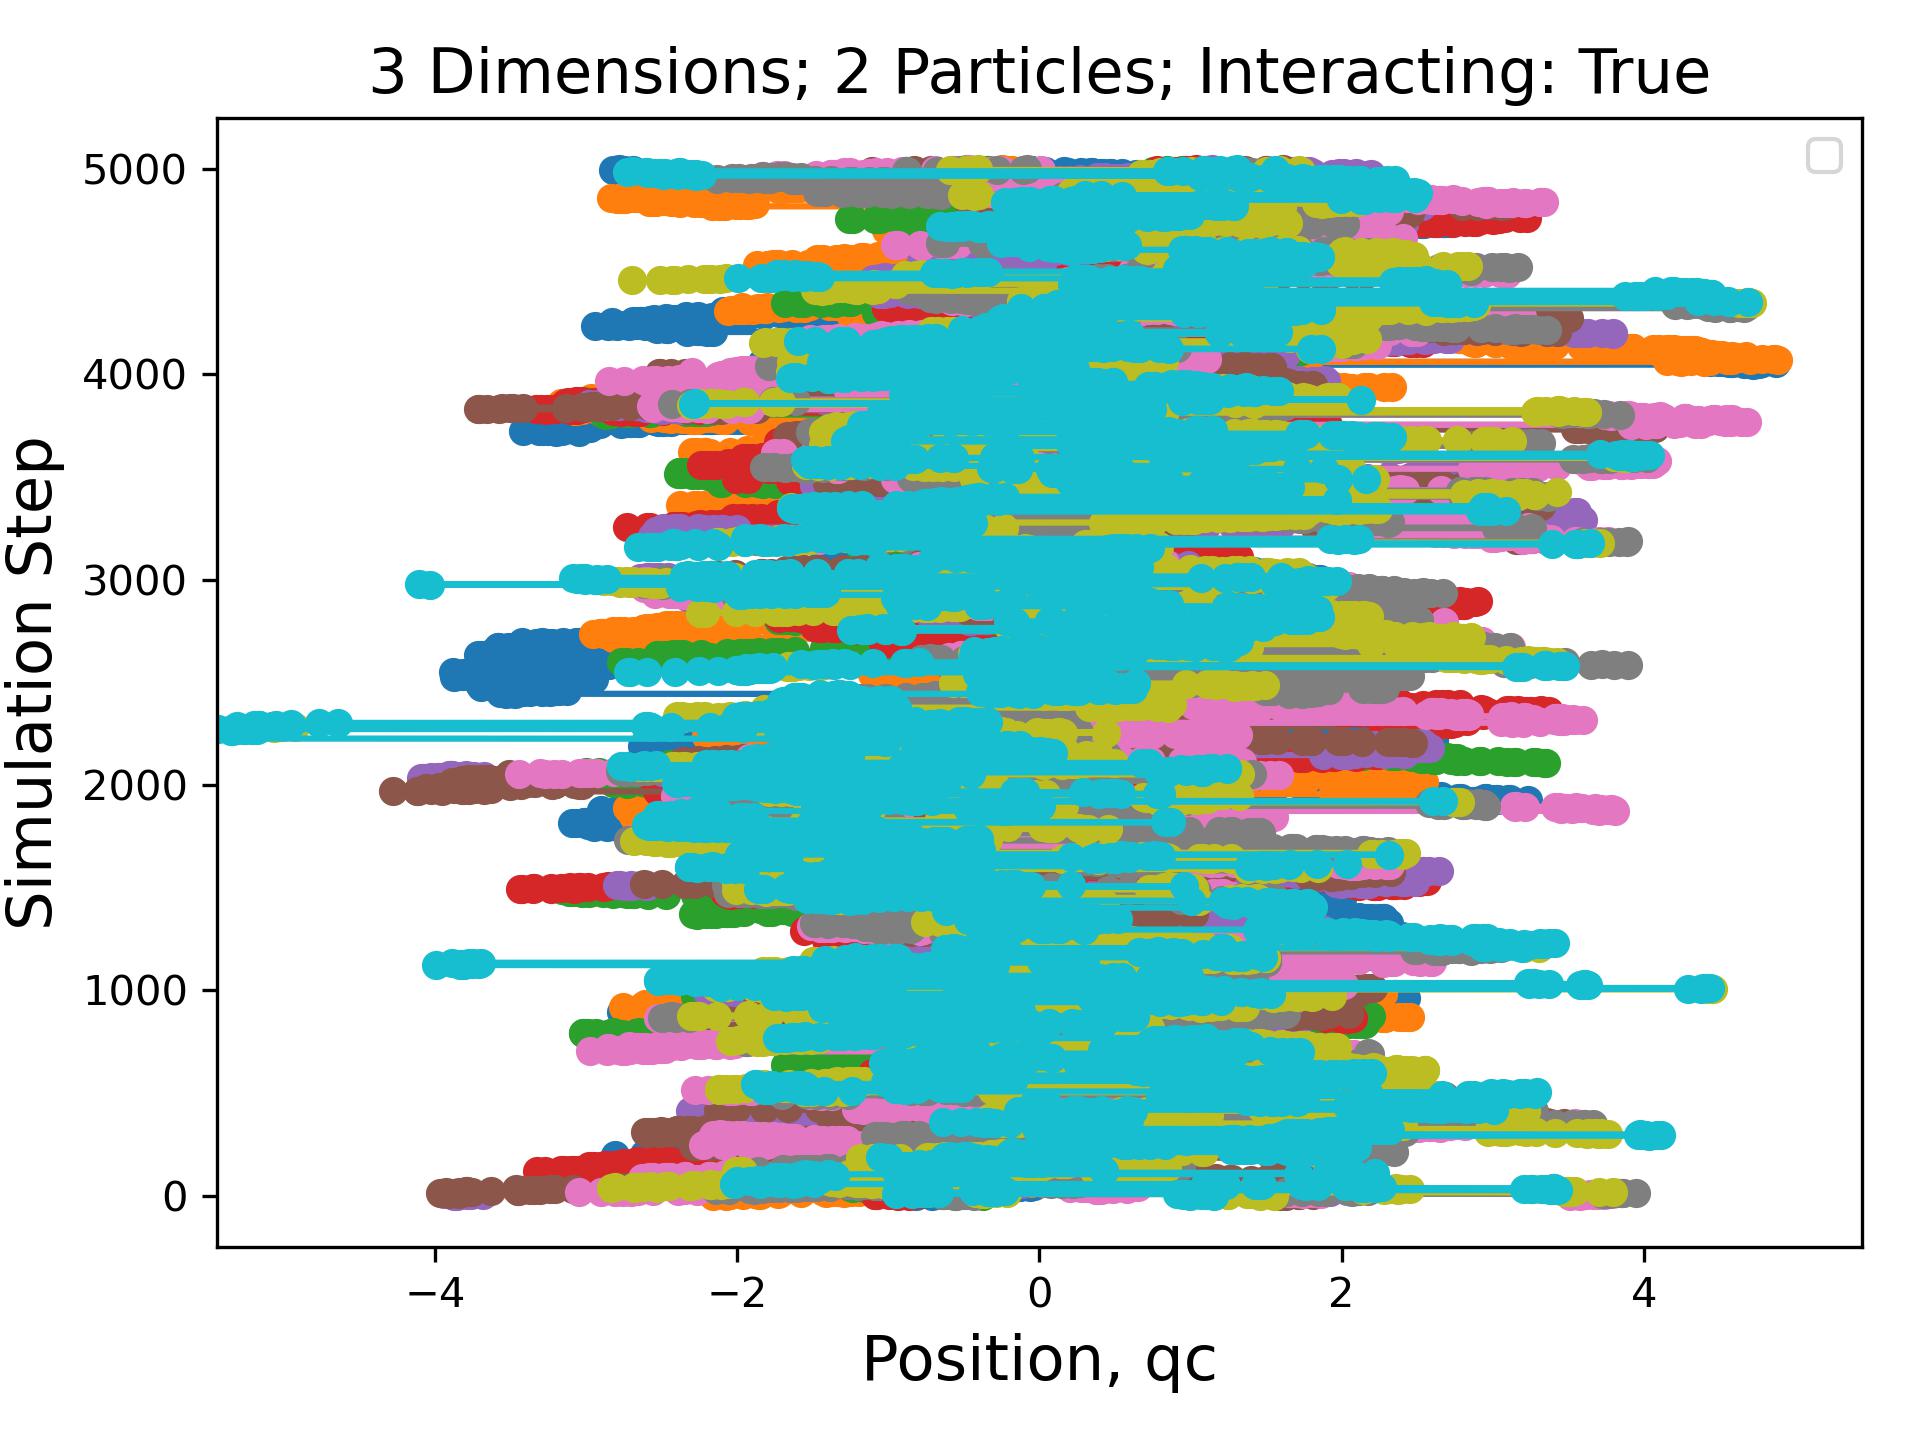 3 Dimensions; 2 Particles; Interacting: True
5000
4000
3000
2000
1000
0
Simulation Step
−4 −2 0 2 4
Position, qc